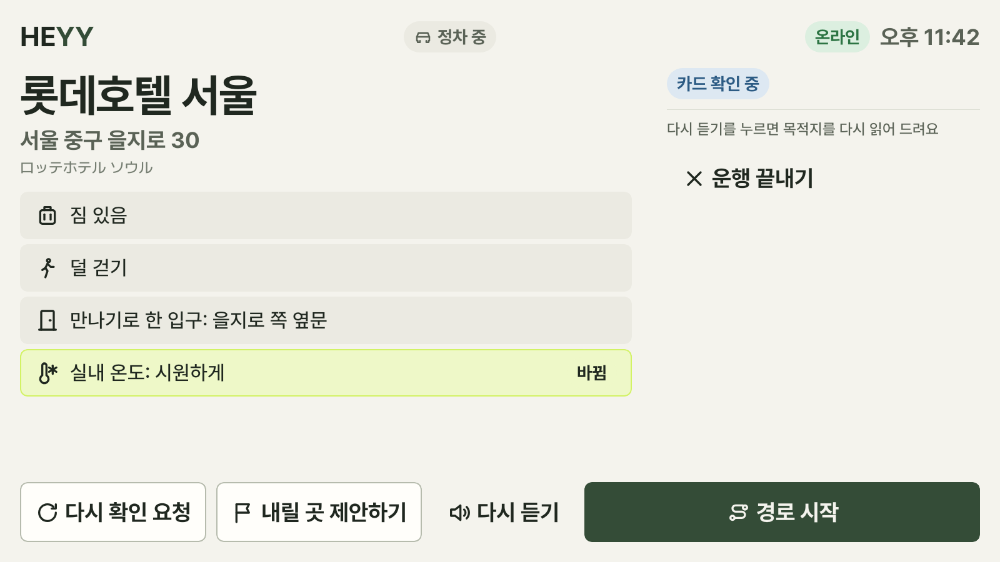 HEYY
정차 중
온라인
오후 11:42
롯데호텔 서울
서울 중구 을지로 30
ロッテホテル ソウル
짐 있음
덜 걷기
만나기로 한 입구: 을지로 쪽 옆문
실내 온도: 시원하게
바뀜
카드 확인 중
다시 듣기를 누르면 목적지를 다시 읽어 드려요
운행 끝내기
다시 확인 요청
내릴 곳 제안하기
다시 듣기
경로 시작